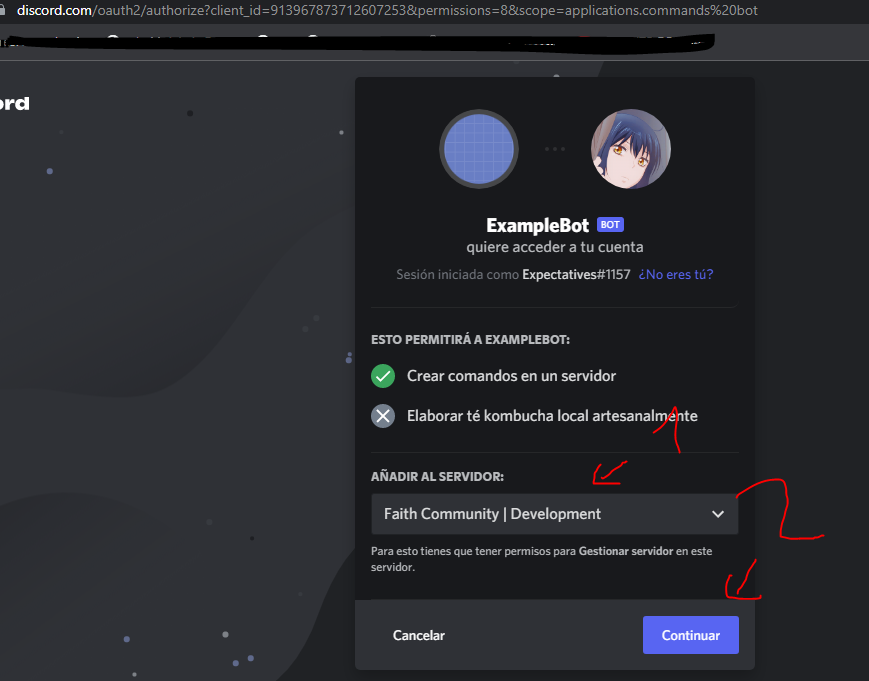 discord.com/oauth2/authorize?client_id=913967873712607253&permissions=8&scope=applications.commands%20bot
ord
ExampleBot BOT
quiere acceder a tu cuenta
Sesión iniciada como Expectatives#1157 ¿No eres tú?
ESTO PERMITIRÁ A EXAMPLEBOT:
Crear comandos en un servidor
Elaborar té kombucha local artesanalmente
1
AÑADIR AL SERVIDOR:
Faith Community | Development
2
Para esto tienes que tener permisos para Gestionar servidor en este
servidor.
Cancelar
Continuar